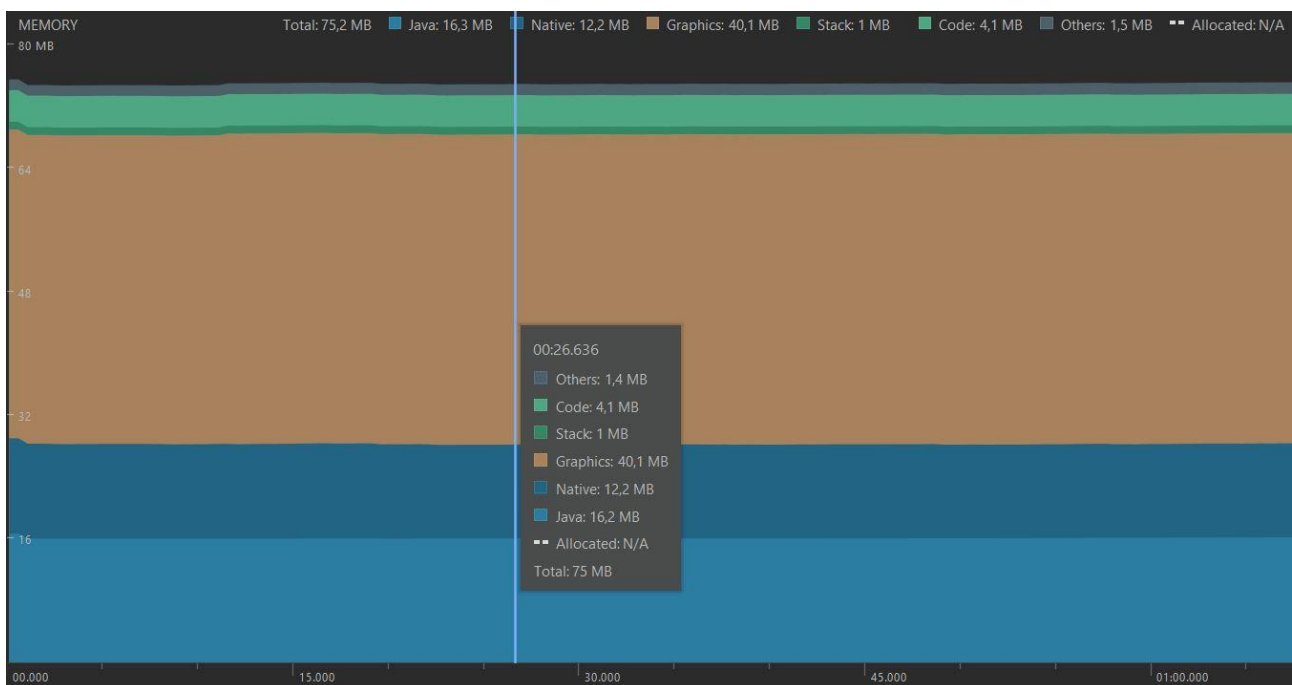 MEMORY Total: 75,2 MB Java: 16,3 MB Native: 12,2 MB Graphics: 40,1 MB Stack: 1 MB Code: 4,1 MB Others: 1,5 MB Allocated: N/A
80 MB
64
48
00:26.636
Others: 1,4 MB
Code: 4,1 MB
32
Stack: 1 MB
Graphics: 40,1 MB
Native: 12,2 MB
Java: 16,2 MB
16
Allocated: N/A
Total: 75 MB
00.000 15.000 30.000 45.000 01:00.000